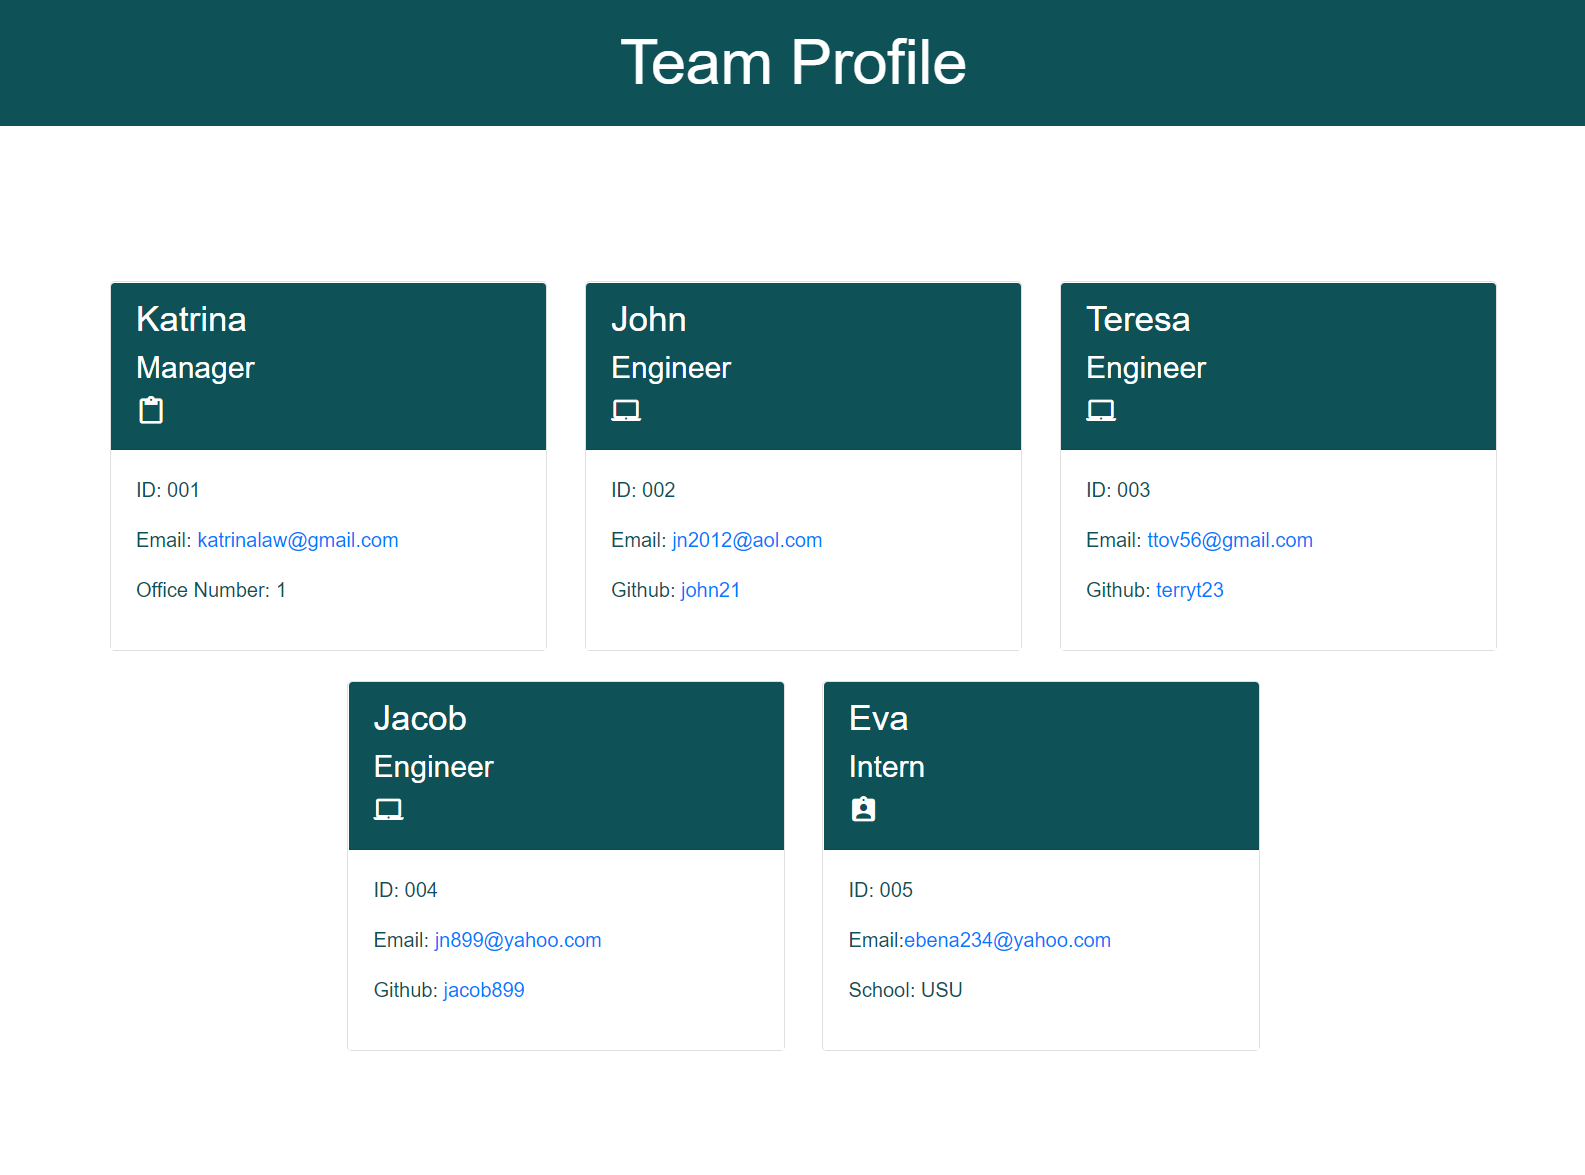 Team Profile
Katrina
Manager
ID: 001
Email: katrinalaw@gmail.com
Office Number: 1
John
Engineer
ID: 002
Email: jn2012@aol.com
Github: john21
Teresa
Engineer
ID: 003
Email: ttov56@gmail.com
Github: terryt23
Jacob
Engineer
ID: 004
Email: jn899@yahoo.com
Github: jacob899
Eva
Intern
ID: 005
Email:ebena234@yahoo.com
School: USU